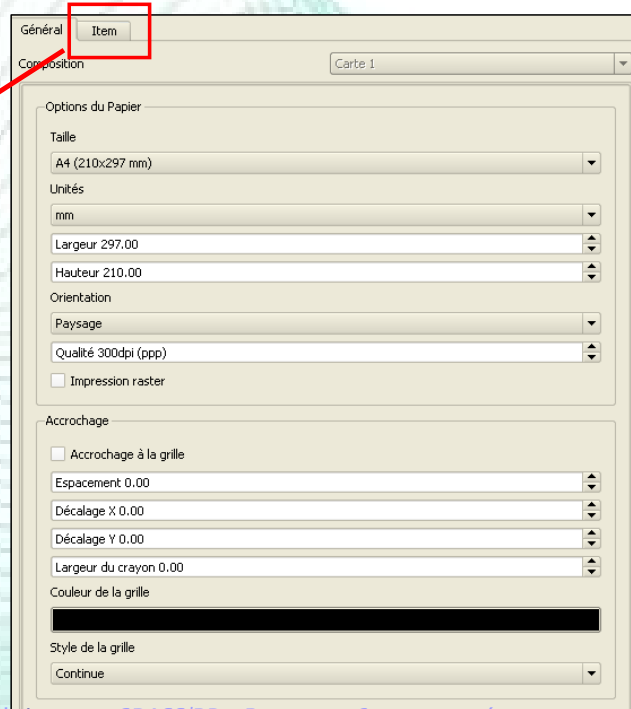 Général Item
Composition Carte 1
Options du Papier
Taille
A4 (210x297 mm)
Unités
mm
Largeur 297.00
Hauteur 210.00
Orientation
Paysage
Qualité 300dpi (ppp)
Impression raster
Accrochage
Accrochage à la grille
Espacement 0.00
Décalage X 0.00
Décalage Y 0.00
Largeur du crayon 0.00
Couleur de la grille
Style de la grille
Continue